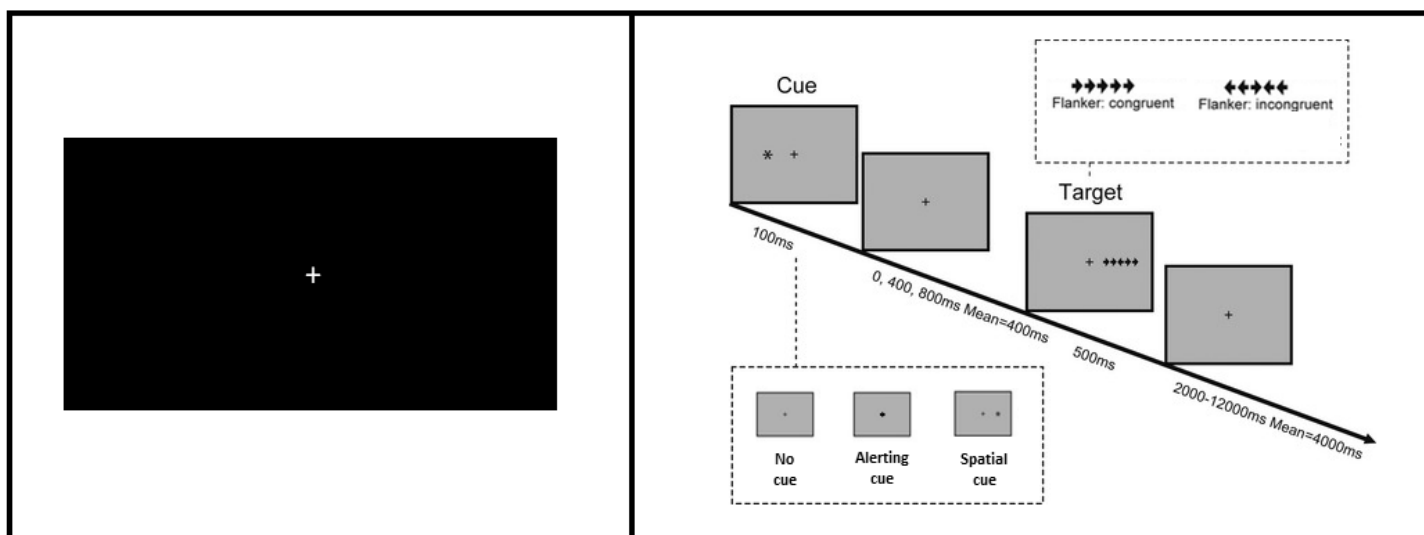 Cue
100ms
0, 400, 800ms Mean=400ms
Target
500ms
2000-12000ms Mean=4000ms
Flanker: congruent
Flanker: incongruent
No
cue
Alerting
cue
Spatial
cue